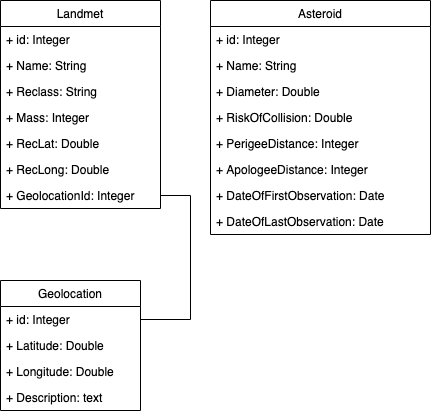 Landmet
+ id: Integer
+ Name: String
+ Reclass: String
+ Mass: Integer
+ RecLat: Double
+ RecLong: Double
+ GeolocationId: Integer
Asteroid
+ id: Integer
+ Name: String
+ Diameter: Double
+ RiskOfCollision: Double
+ PerigeeDistance: Integer
+ ApologeeDistance: Integer
+ DateOfFirstObservation: Date
+ DateOfLastObservation: Date
Geolocation
+ id: Integer
+ Latitude: Double
+ Longitude: Double
+ Description: text